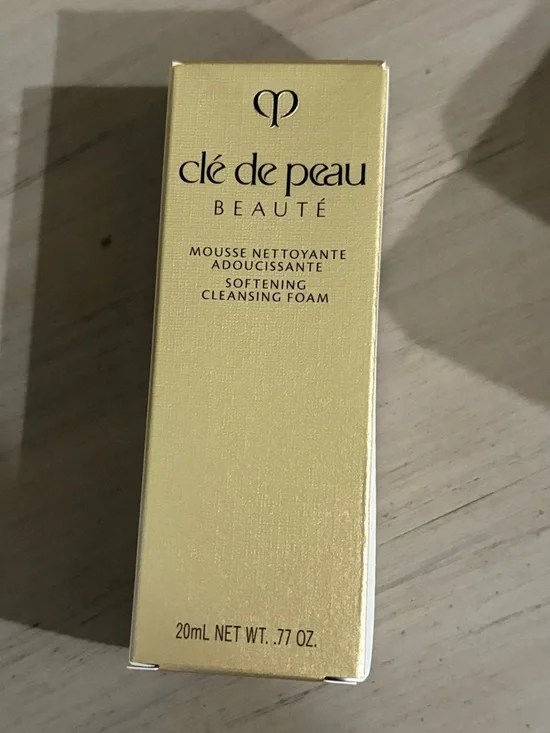 clé de peau
BEAUTÉ
MOUSSE NETTOYANTE
ADOUCISSANTE
SOFTENING
CLEANSING FOAM
20mL NET WT. .77 OZ.